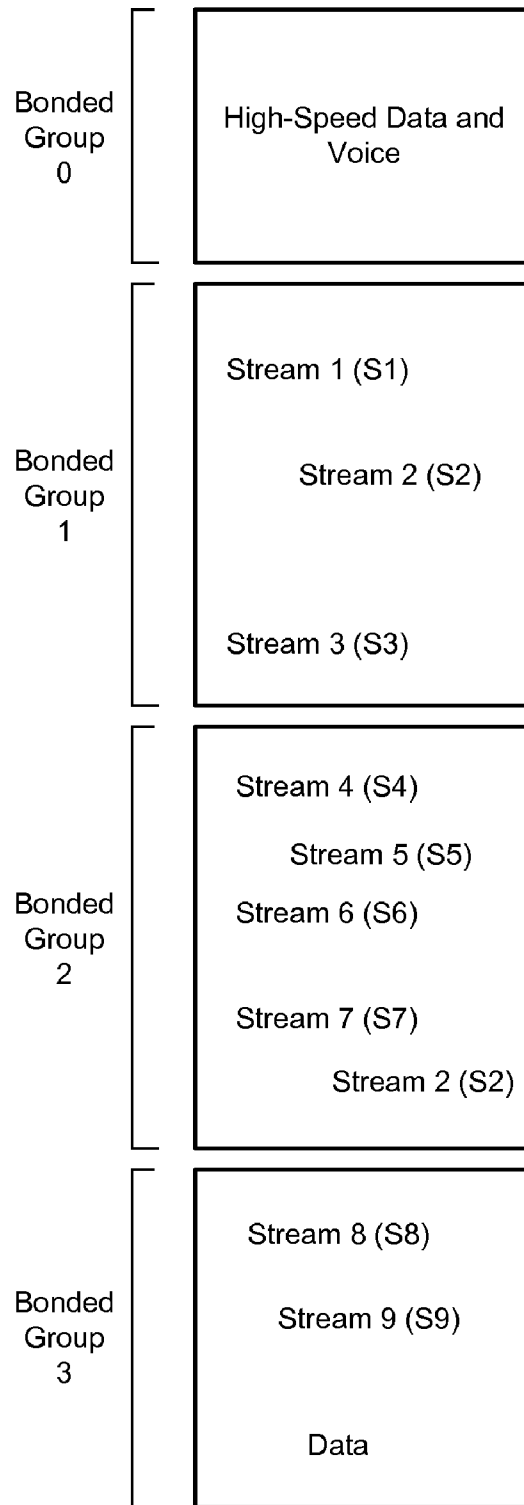 Bonded
Group
0
High-Speed Data and
Voice
Bonded
Group
1
Stream 1 (S1)
Stream 2 (S2)
Stream 3 (S3)
Bonded
Group
2
Stream 4 (S4)
Stream 5 (S5)
Stream 6 (S6)
Stream 7 (S7)
Stream 2 (S2)
Bonded
Group
3
Stream 8 (S8)
Stream 9 (S9)
Data